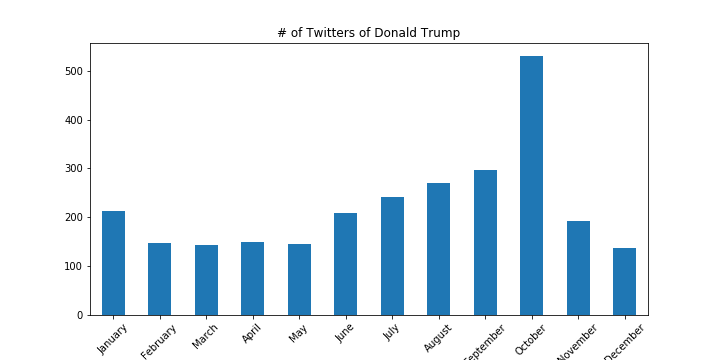 # of Twitters of Donald Trump
500
400
300
200
100
0
January
February
March
April
May
June
July
August
September
October
November
December